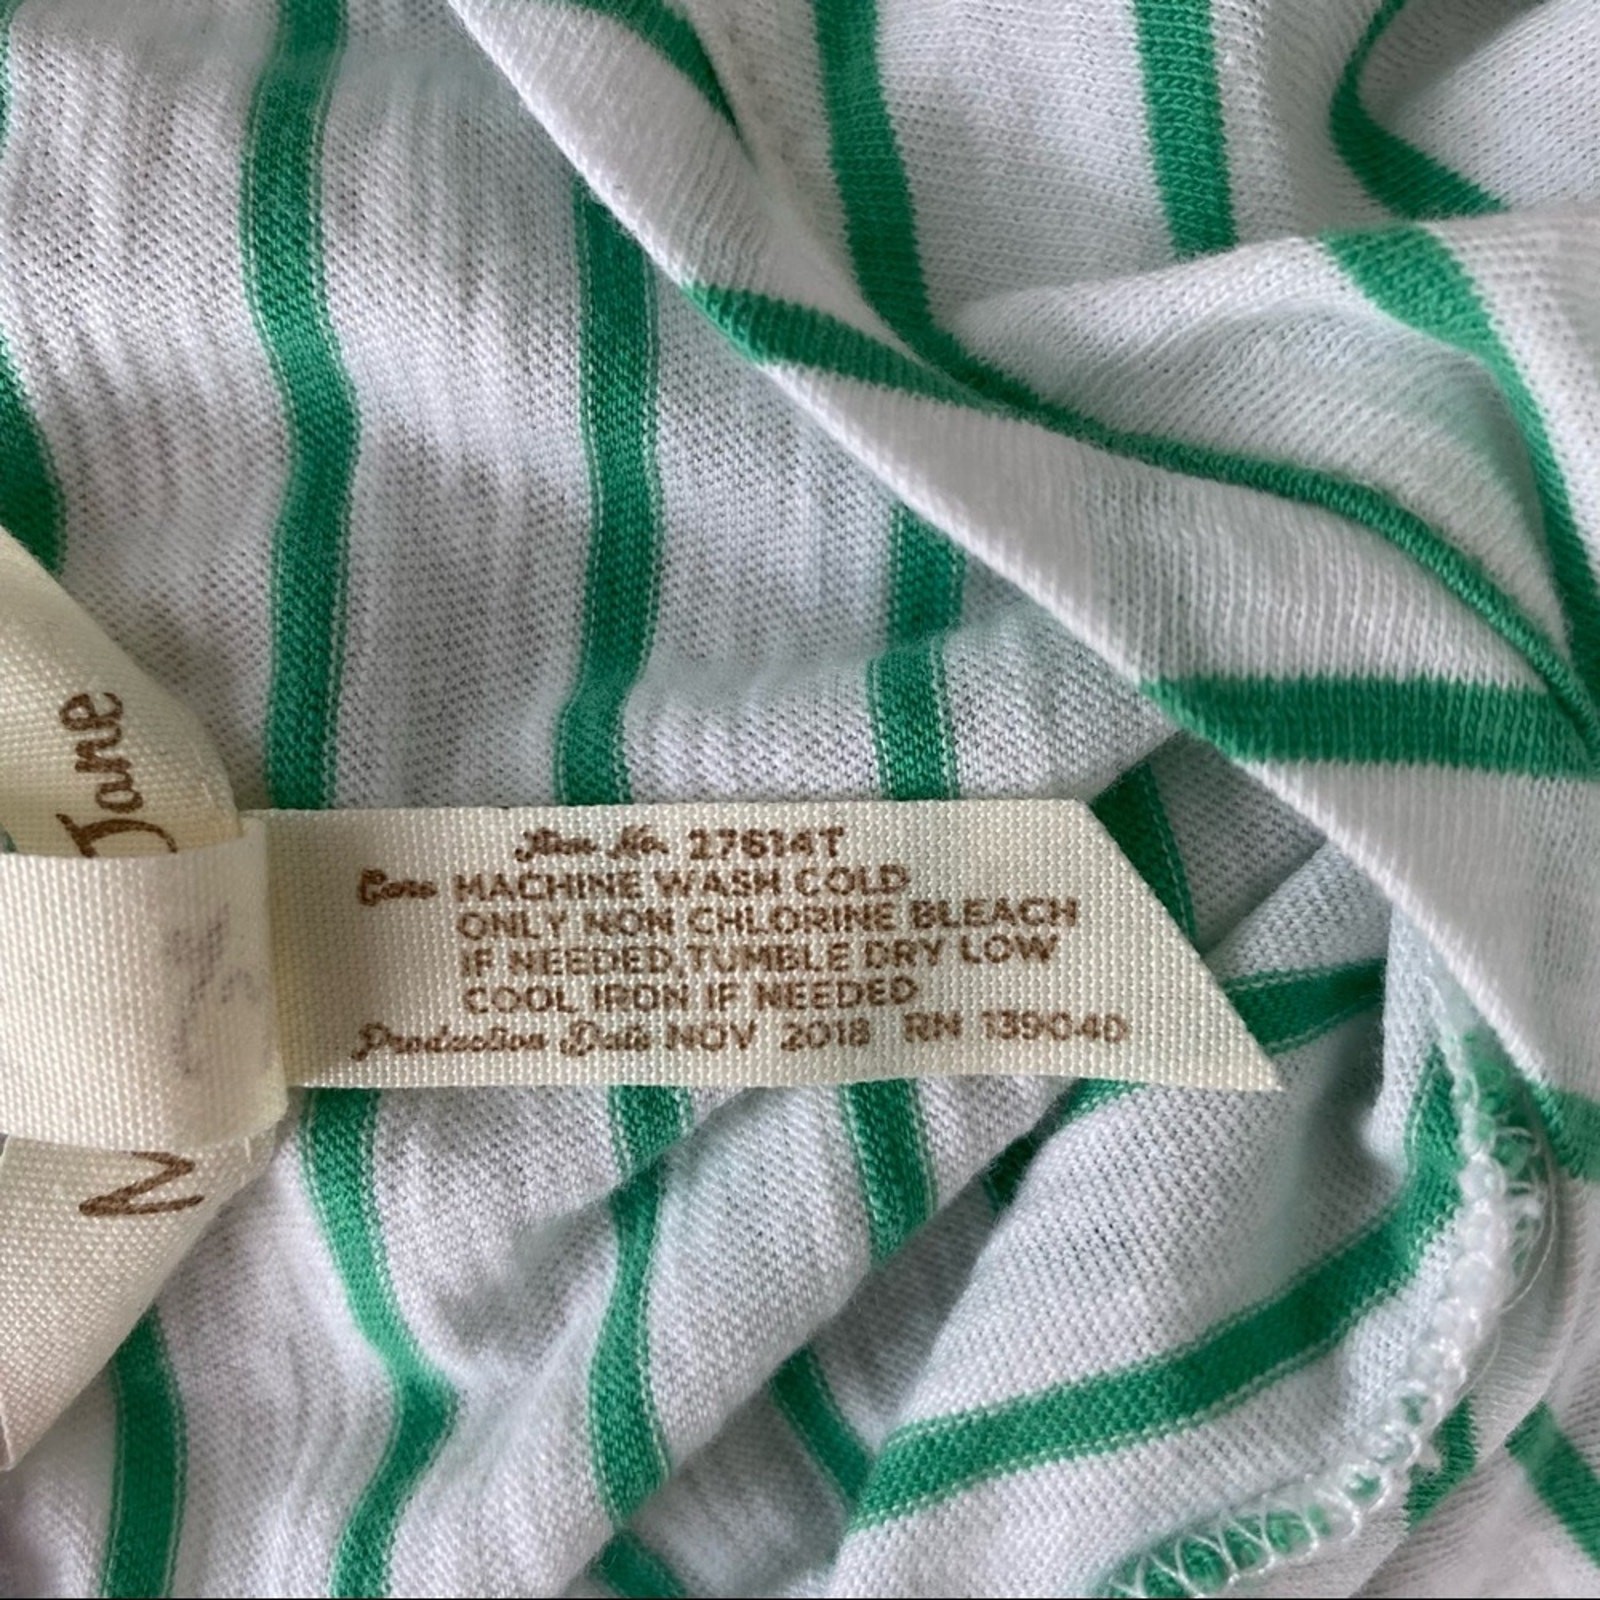 Jane
Item No. 27614T
Care MACHINE WASH COLD
ONLY NON CHLORINE BLEACH
IF NEEDED,TUMBLE DRY LOW
COOL IRON IF NEEDED
Production Date NOV 2018 RN 139040
N